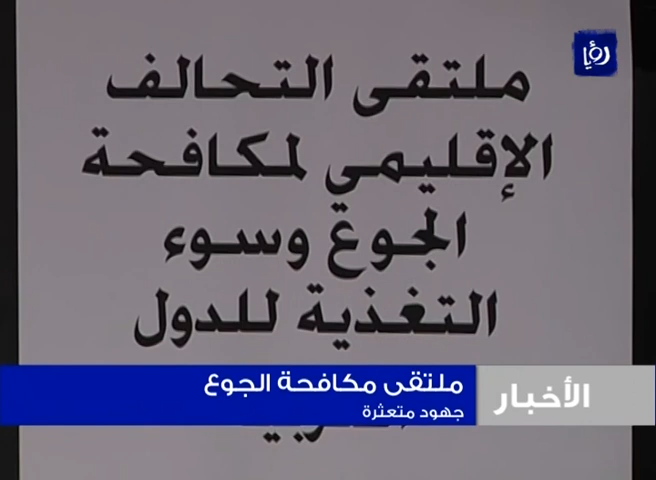 رؤيا
ملتقى التحالف
الإقليمي لمكافحة
الجوع وسوء
التغذية للدول
الأخبار
ملتقى مكافحة الجوع
جهود متعثرة